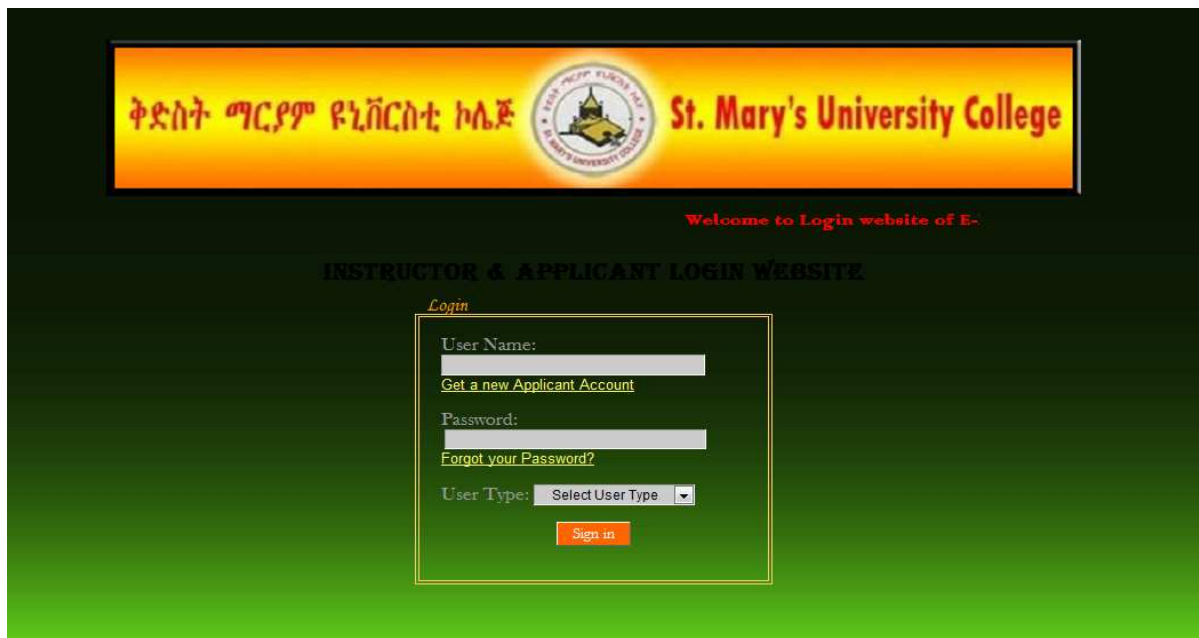 ቅድስት ማርያም ዩኒቨርስቲ ኮሌጅ St. Mary's University College
Welcome to Login website of E-
INSTRUCTOR & APPLICANT LOGIN WEBSITE
Login
User Name:
Get a new Applicant Account
Password:
Forgot your Password?
User Type: Select User Type
Sign in